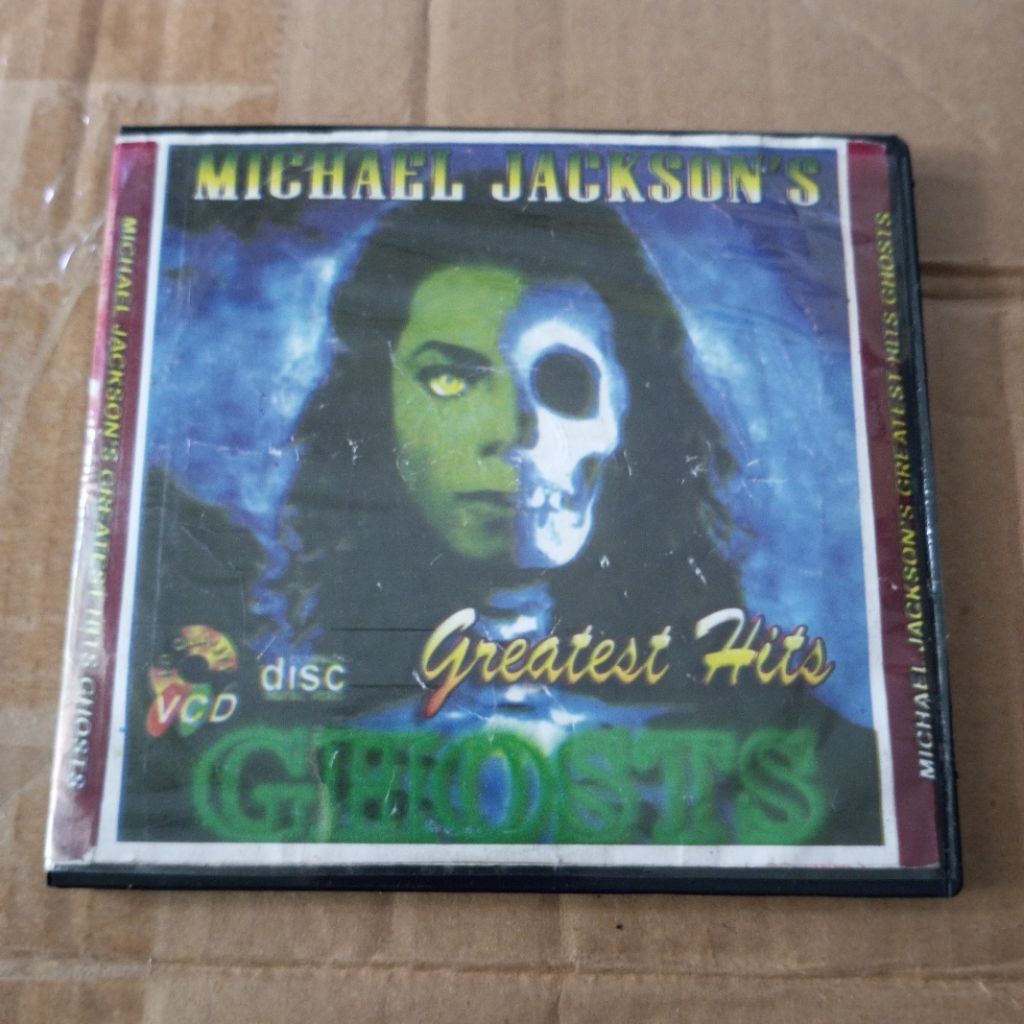 MICHAEL JACKSON'S
MICHAEL JACKSON'S GREATEST HITS GHOSTS
MICHAEL JACKSON'S GREATEST HITS GHOSTS
Greatest Hits
disc
VCD
GHOSTS